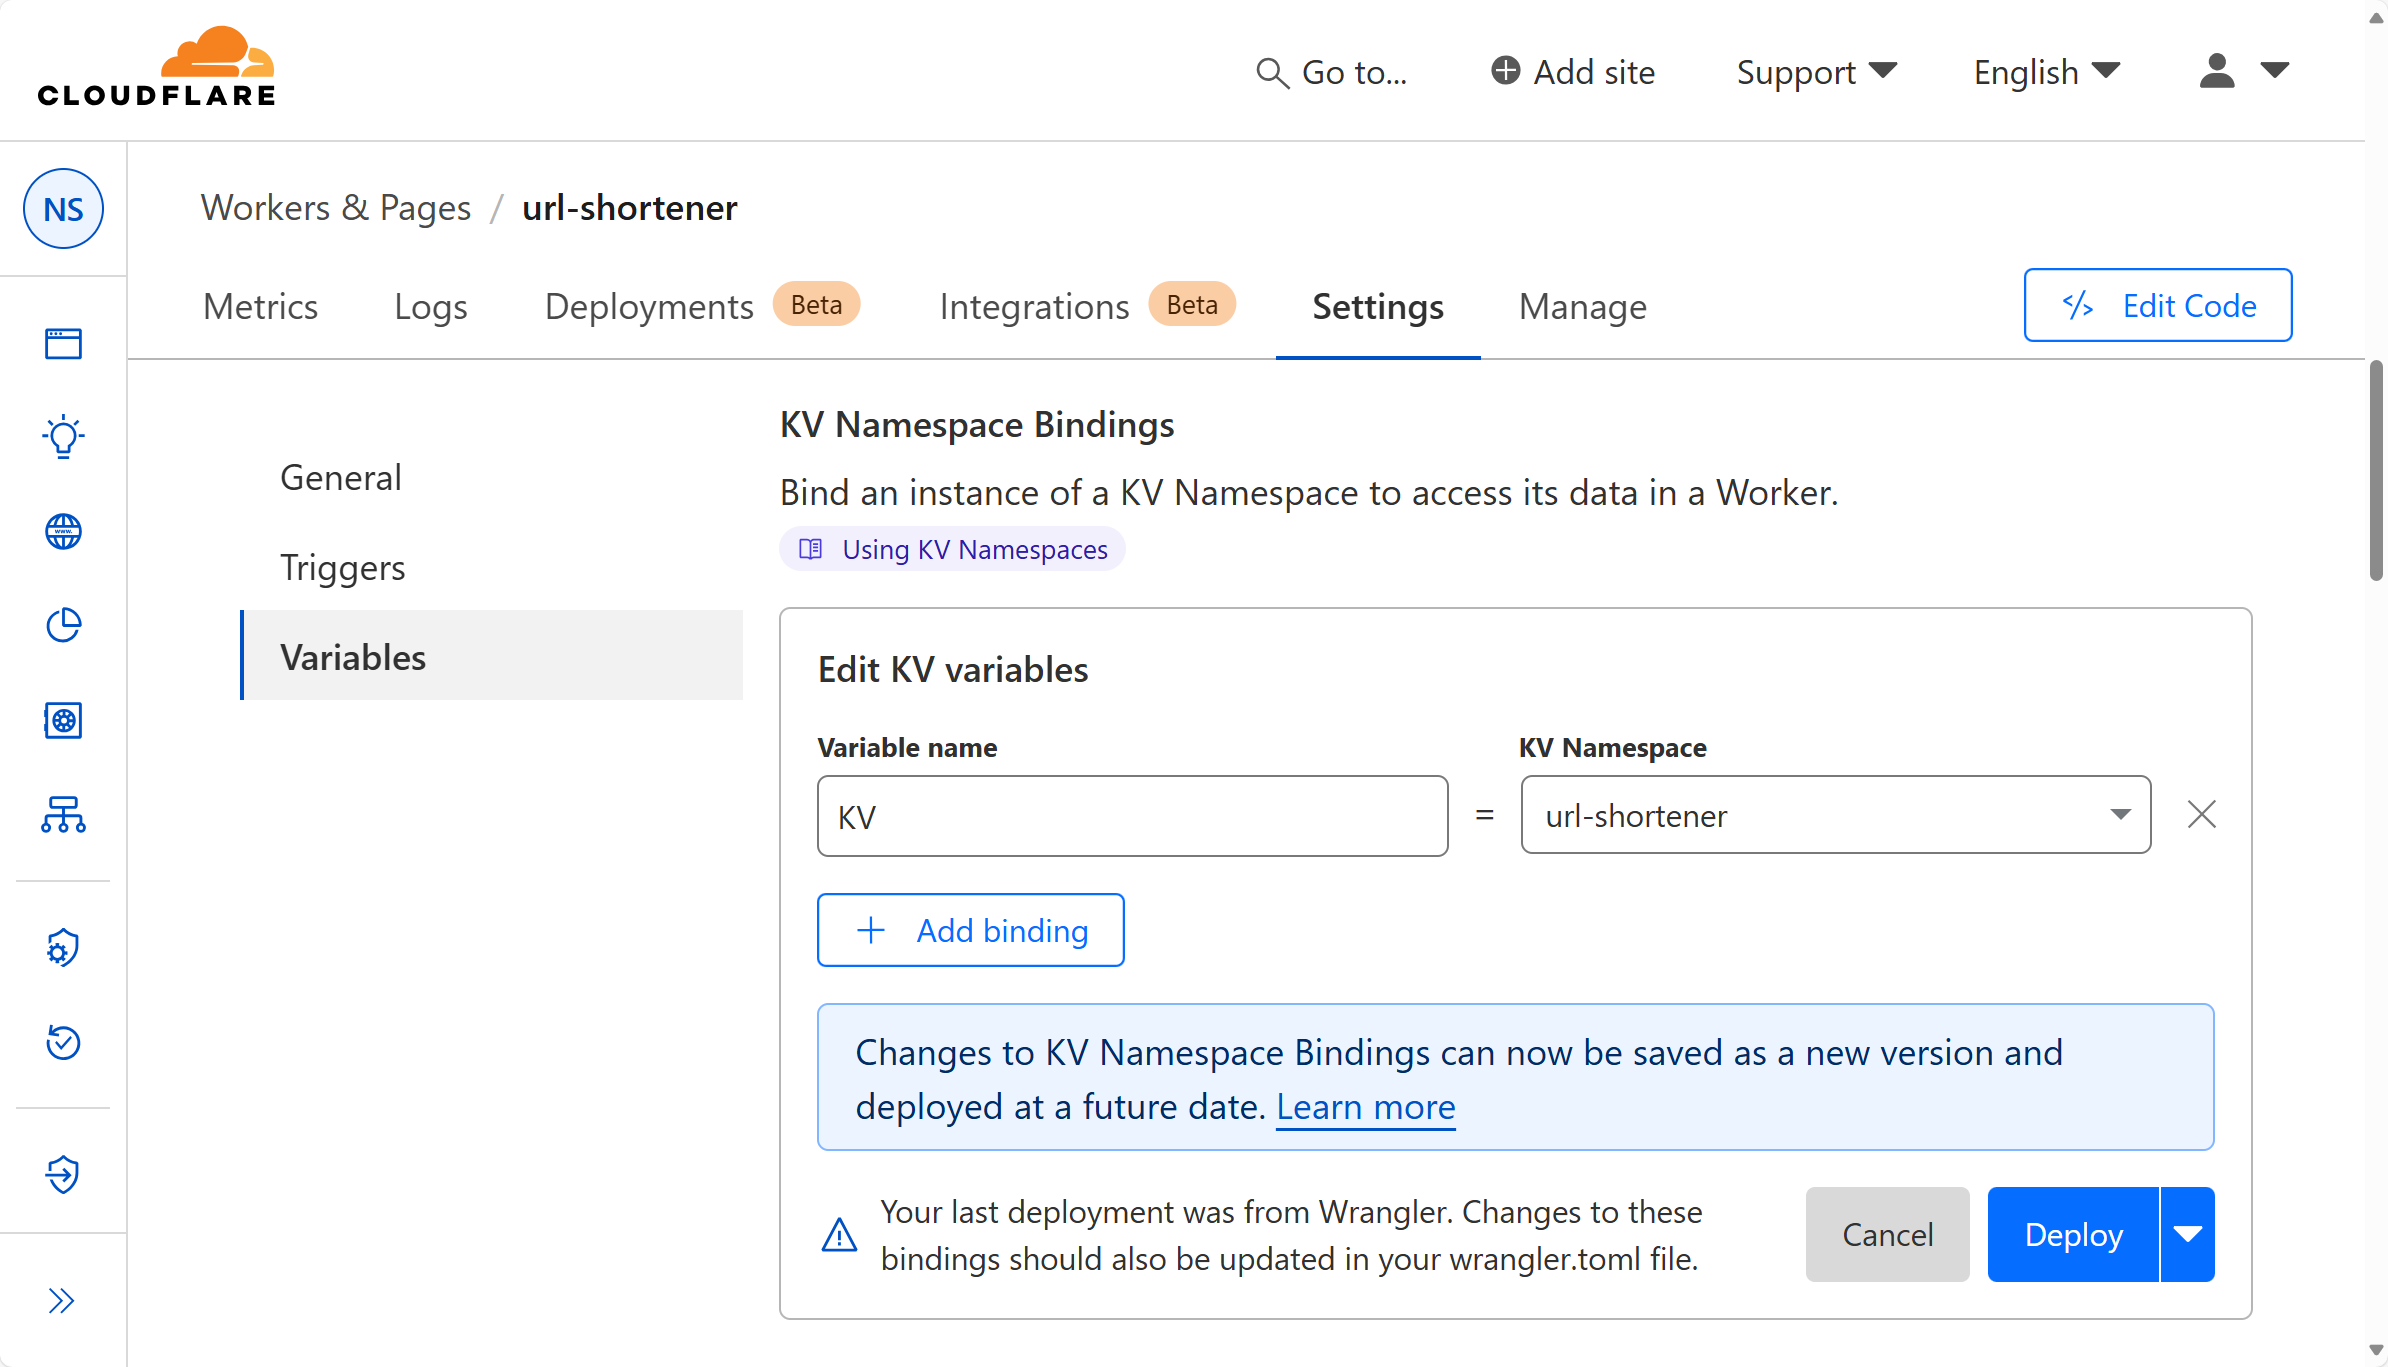 CLOUDFLARE
Go to...
Add site
Support
English
NS
Workers & Pages / url-shortener
Metrics
Logs
Deployments Beta
Integrations Beta
Settings
Manage
</> Edit Code
General
Triggers
Variables
KV Namespace Bindings
Bind an instance of a KV Namespace to access its data in a Worker.
Using KV Namespaces
Edit KV variables
Variable name
KV Namespace
KV
=
url-shortener
Add binding
Changes to KV Namespace Bindings can now be saved as a new version and
deployed at a future date. Learn more
Your last deployment was from Wrangler. Changes to these
bindings should also be updated in your wrangler.toml file.
Cancel
Deploy